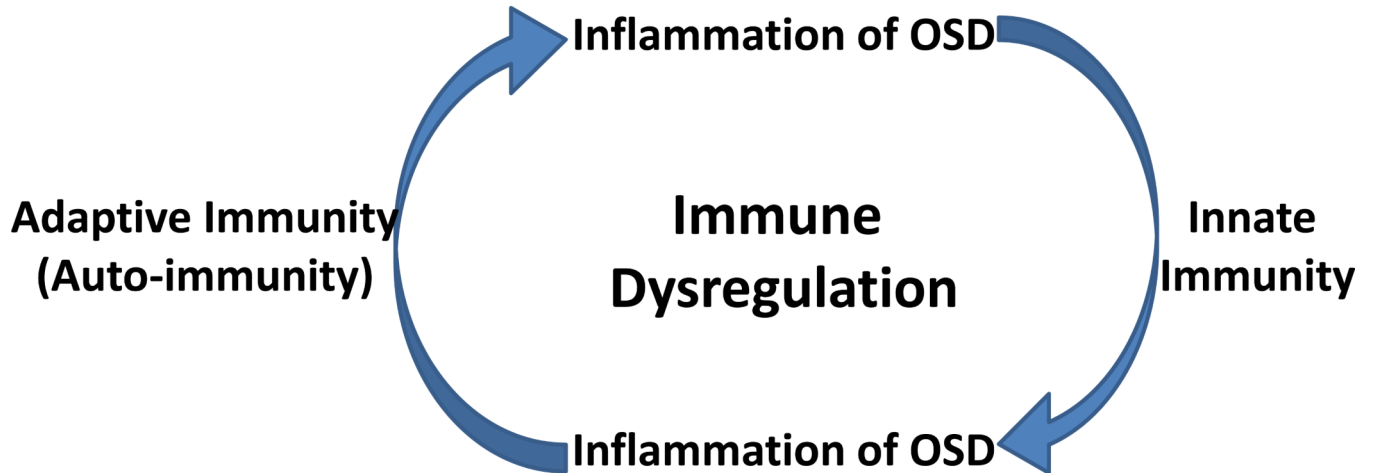 Inflammation of OSD
Adaptive Immunity
(Auto-immunity)
Immune
Dysregulation
Innate
Immunity
Inflammation of OSD